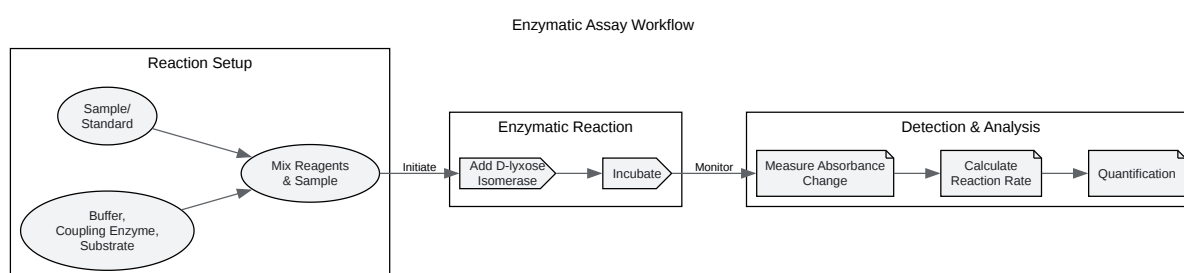 Enzymatic Assay Workflow
Reaction Setup
Sample/
Standard
Buffer,
Coupling Enzyme,
Substrate
Mix Reagents
& Sample
Initiate
Enzymatic Reaction
Add D-lyxose
Isomerase
Incubate
Monitor
Detection & Analysis
Measure Absorbance
Change
Calculate
Reaction Rate
Quantification